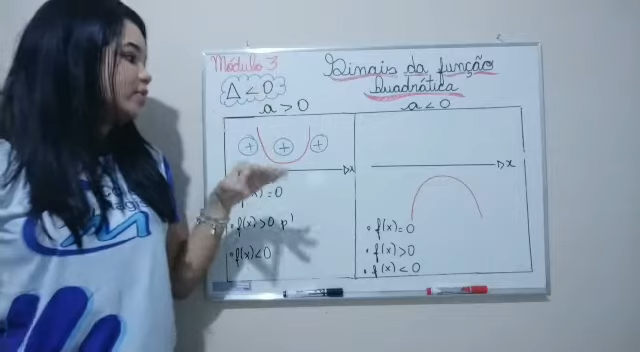 Módulo 3
Sinais da função
Quadrática
Δ < 0
a > 0
a < 0
+ + +
x
x
f(x) = 0
• f(x) > 0 p/
• f(x) < 0
• f(x) = 0
• f(x) > 0
• f(x) < 0